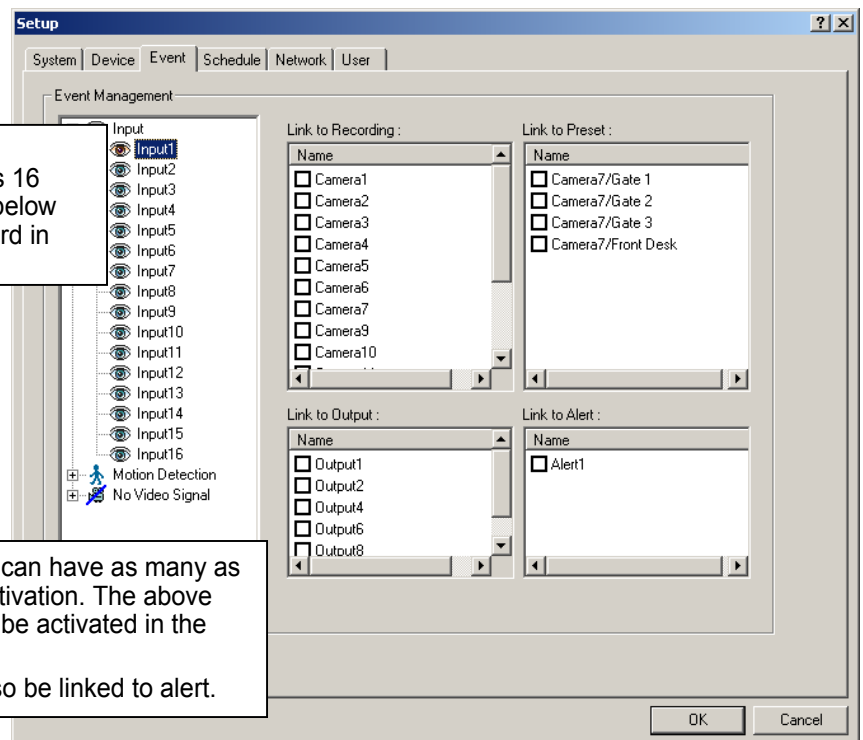 Setup
System Device Event Schedule Network User
Event Management
Input
Input1
Input2
Input3
Input4
Input5
Input6
Input7
Input8
Input9
Input10
Input11
Input12
Input13
Input14
Input15
Input16
Motion Detection
No Video Signal
Link to Recording :
Name
Camera1
Camera2
Camera3
Camera4
Camera5
Camera6
Camera7
Camera9
Camera10
Link to Preset :
Name
Camera7/Gate 1
Camera7/Gate 2
Camera7/Gate 3
Camera7/Front Desk
Link to Output :
Name
Output1
Output2
Output4
Output6
Output8
Link to Alert :
Name
Alert1
16
below
rd in
can have as many as
tivation. The above
be activated in the
so be linked to alert.
OK Cancel